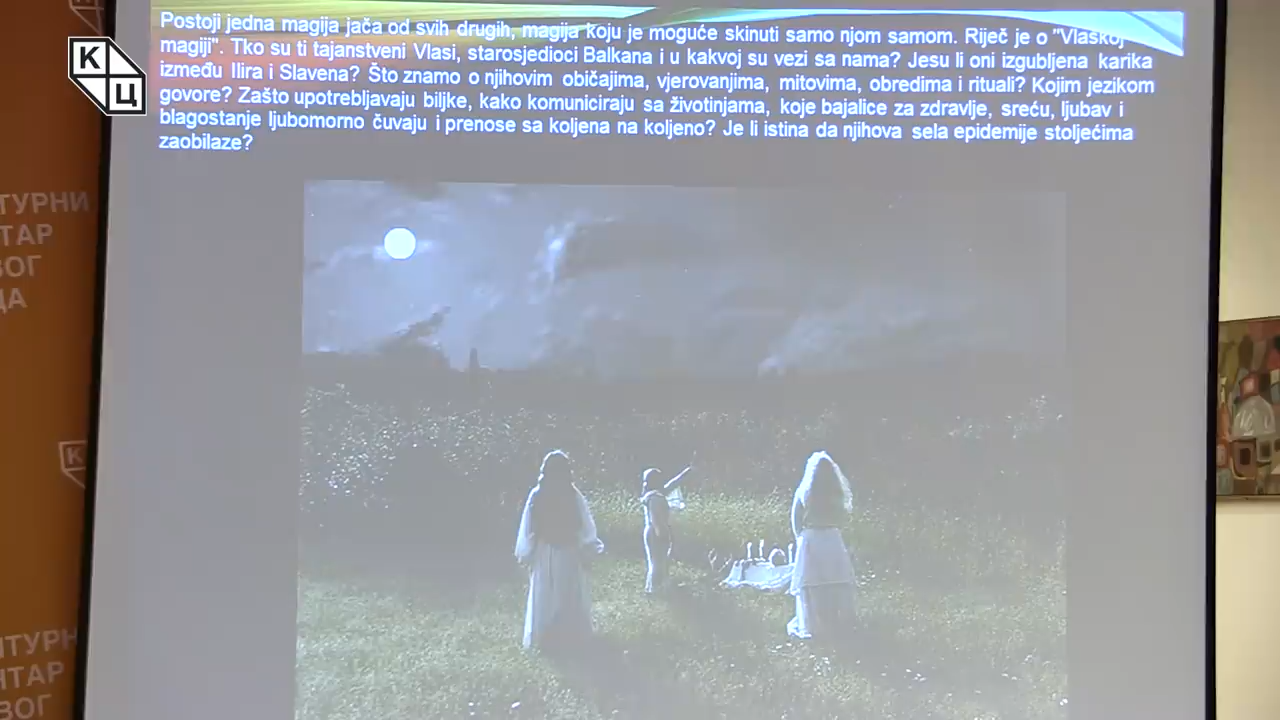 Postoji jedna magija jača od svih drugih, magija koju je moguće skinuti samo njom samom. Riječ je o "Vlaškoj
magiji". Tko su ti tajanstveni Vlasi, starosjedioci Balkana i u kakvoj su vezi sa nama? Jesu li oni izgubljena karika
između Ilira i Slavena? Što znamo o njihovim običajima, vjerovanjima, mitovima, obredima i rituali? Kojim jezikom
govore? Zašto upotrebljavaju biljke, kako komuniciraju sa životinjama, koje bajalice za zdravlje, sreću, ljubav i
blagostanje ljubomorno čuvaju i prenose sa koljena na koljeno? Je li istina da njihova sela epidemije stoljećima
zaobilaze?
К
Ц
ТУРНИ
ТАР
ВОГ
ДА
К
ТУРН
НТАР
ВОГ